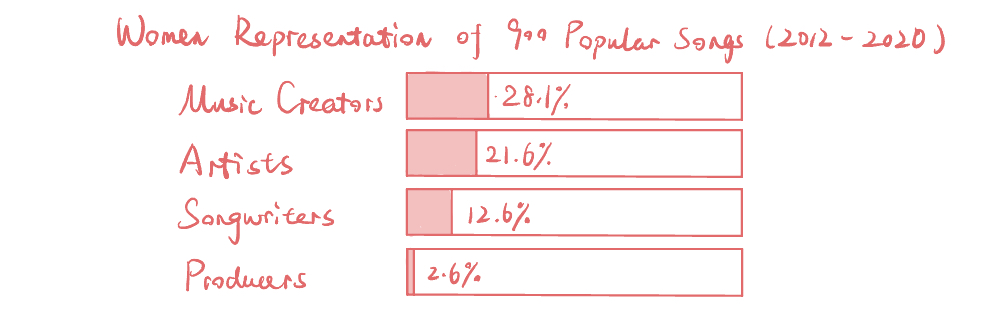 Women Representation of 900 Popular Songs (2012-2020)
Music Creators 28.1%
Artists 21.6%
Songwriters 12.6%
Producers 2.6%